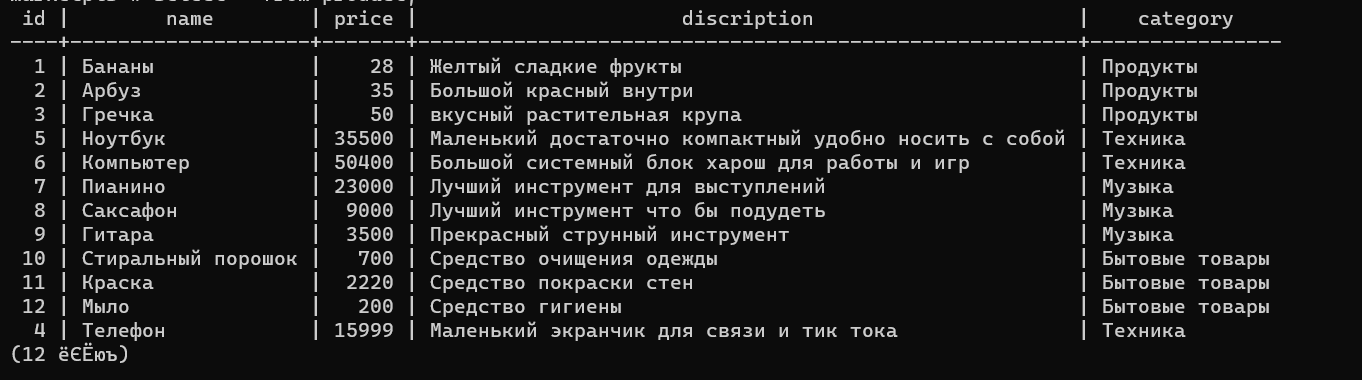 id | name | price | discription | category
----+--------------------+-------+-------------------------------------------------------+----------------
1 | Бананы | 28 | Желтый сладкие фрукты | Продукты
2 | Арбуз | 35 | Большой красный внутри | Продукты
3 | Гречка | 50 | вкусный растительная крупа | Продукты
5 | Ноутбук | 35500 | Маленький достаточно компактный удобно носить с собой | Техника
6 | Компьютер | 50400 | Большой системный блок харош для работы и игр | Техника
7 | Пианино | 23000 | Лучший инструмент для выступлений | Музыка
8 | Саксафон | 9000 | Лучший инструмент что бы подудеть | Музыка
9 | Гитара | 3500 | Прекрасный струнный инструмент | Музыка
10 | Стиральный порошок | 700 | Средство очищения одежды | Бытовые товары
11 | Краска | 2220 | Средство покраски стен | Бытовые товары
12 | Мыло | 200 | Средство гигиены | Бытовые товары
4 | Телефон | 15999 | Маленький экранчик для связи и тик тока | Техника
(12 ёЄЁюъ)